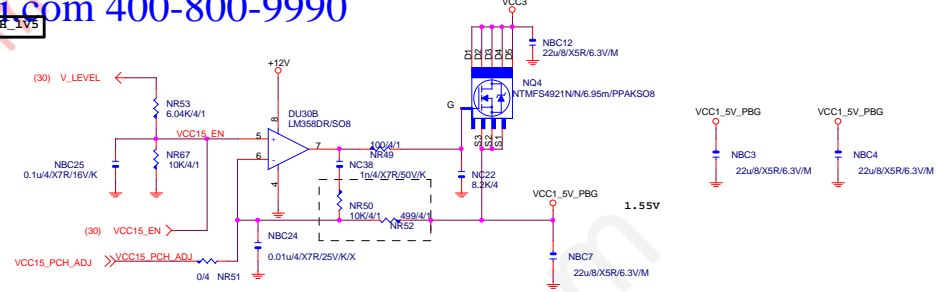 .com 400-800-9990
H_1V5
VCC3
D1
D2
D3
D4
D5
NBC12
22u/8/X5R/6.3V/M
(30) V_LEVEL
+12V
NQ4
NTMFS4921N/N/6.95m/PPAKSO8
NR53
6.04K/4/1
DU30B
LM358DR/SO8
G
S3
S2
S1
VCC1_5V_PBG
VCC1_5V_PBG
VCC15_EN
8
5
+
6
−
7
4
100/4/1
NR49
NBC25
0.1u/4/X7R/16V/K
NR67
10K/4/1
NC38
1n/4/X7R/50V/K
NC22
8.2K/4
NBC3
22u/8/X5R/6.3V/M
NBC4
22u/8/X5R/6.3V/M
VCC1_5V_PBG
1.55V
NR50
10K/4/1
499/4/1
NR52
(30) VCC15_EN
NBC24
0.01u/4/X7R/25V/K/X
NBC7
22u/8/X5R/6.3V/M
VCC15_PCH_ADJ
VCC15_PCH_ADJ
0/4 NR51